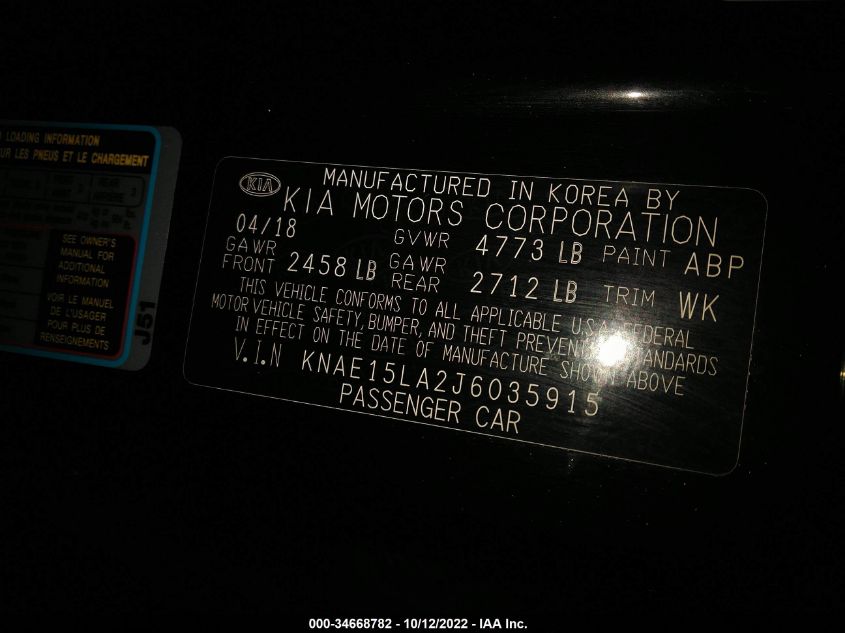 LOADING INFORMATION
UR LES PNEUS ET LE CHARGEMENT
SEE OWNER'S
MANUAL FOR
ADDITIONAL
INFORMATION
VOIR LE MANUEL
DE L'USAGER
POUR PLUS DE
RENSEIGNEMENTS
J51
KIA
MANUFACTURED IN KOREA BY
KIA MOTORS CORPORATION
04/18 GVWR 4773 LB PAINT ABP
GAWR FRONT 2458 LB GAWR REAR 2712 LB TRIM WK
THIS VEHICLE CONFORMS TO ALL APPLICABLE U.S.A. FEDERAL
MOTOR VEHICLE SAFETY, BUMPER, AND THEFT PREVENTION STANDARDS
IN EFFECT ON THE DATE OF MANUFACTURE SHOWN ABOVE
V.I.N KNAE15LA2J6035915
PASSENGER CAR
000-34668782 - 10/12/2022 - IAA Inc.